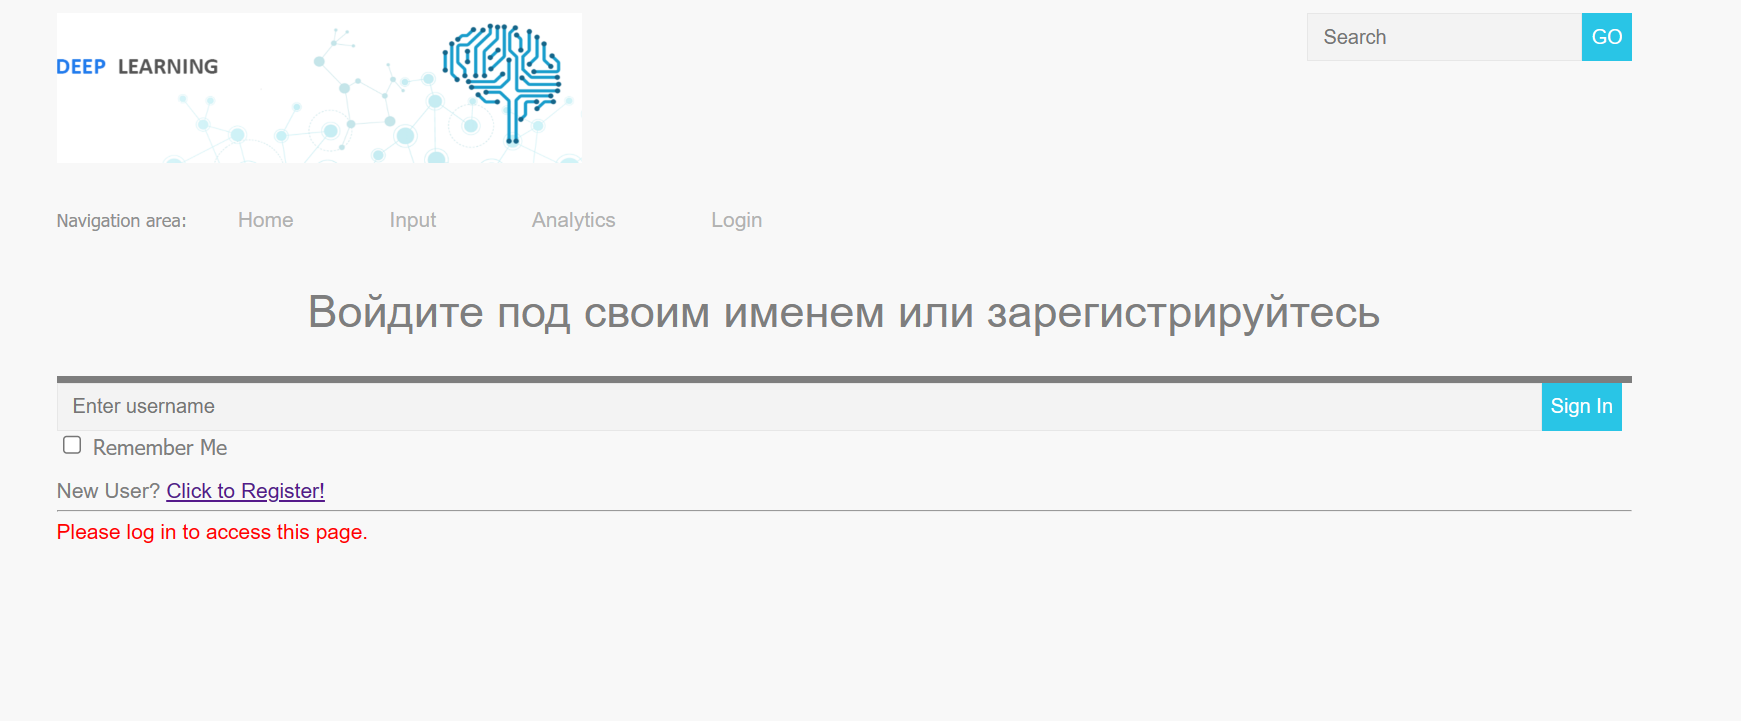 DEEP LEARNING
Search GO
Navigation area: Home Input Analytics Login
Войдите под своим именем или зарегистрируйтесь
Enter username Sign In
Remember Me
New User? Click to Register!
Please log in to access this page.